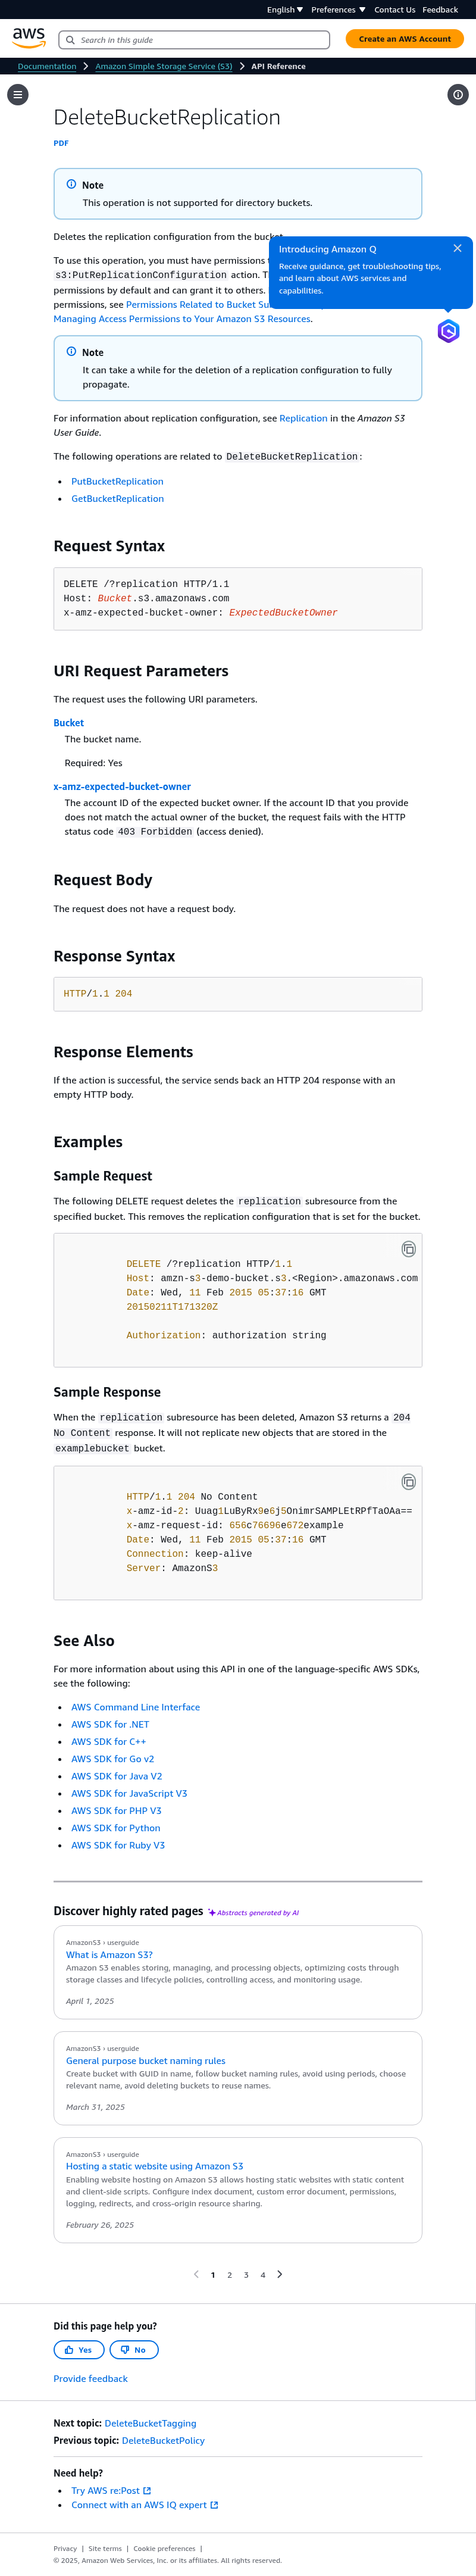 English Preferences Contact Us Feedback
aws
Search in this guide
Create an AWS Account
Documentation Amazon Simple Storage Service (S3) API Reference
DeleteBucketReplication
PDF
Note
This operation is not supported for directory buckets.
Deletes the replication configuration from the bucket.
To use this operation, you must have permissions
s3:PutReplicationConfiguration action.
permissions by default and can grant it to others.
permissions, see Permissions Related to Bucket
Managing Access Permissions to Your Amazon S3 Resources.
Introducing Amazon Q
Receive guidance, get troubleshooting tips,
and learn about AWS services and
capabilities.
Note
It can take a while for the deletion of a replication configuration to fully
propagate.
For information about replication configuration, see Replication in the Amazon S3
User Guide.
The following operations are related to DeleteBucketReplication:
• PutBucketReplication
• GetBucketReplication
Request Syntax
DELETE /?replication HTTP/1.1
Host: Bucket.s3.amazonaws.com
x-amz-expected-bucket-owner: ExpectedBucketOwner
URI Request Parameters
The request uses the following URI parameters.
Bucket
The bucket name.
Required: Yes
x-amz-expected-bucket-owner
The account ID of the expected bucket owner. If the account ID that you provide
does not match the actual owner of the bucket, the request fails with the HTTP
status code 403 Forbidden (access denied).
Request Body
The request does not have a request body.
Response Syntax
HTTP/1.1 204
Response Elements
If the action is successful, the service sends back an HTTP 204 response with an
empty HTTP body.
Examples
Sample Request
The following DELETE request deletes the replication subresource from the
specified bucket. This removes the replication configuration that is set for the bucket.
DELETE /?replication HTTP/1.1
Host: amzn-s3-demo-bucket.s3.<Region>.amazonaws.com
Date: Wed, 11 Feb 2015 05:37:16 GMT
20150211T171320Z
Authorization: authorization string
Sample Response
When the replication subresource has been deleted, Amazon S3 returns a 204
No Content response. It will not replicate new objects that are stored in the
examplebucket bucket.
HTTP/1.1 204 No Content
x-amz-id-2: Uuag1LuByRx9e6j5OnimrSAMPLEtRPfTaOAa==
x-amz-request-id: 656c76696e672example
Date: Wed, 11 Feb 2015 05:37:16 GMT
Connection: keep-alive
Server: AmazonS3
See Also
For more information about using this API in one of the language-specific AWS SDKs,
see the following:
• AWS Command Line Interface
• AWS SDK for .NET
• AWS SDK for C++
• AWS SDK for Go v2
• AWS SDK for Java V2
• AWS SDK for JavaScript V3
• AWS SDK for PHP V3
• AWS SDK for Python
• AWS SDK for Ruby V3
Discover highly rated pages Abstracts generated by AI
AmazonS3 › userguide
What is Amazon S3?
Amazon S3 enables storing, managing, and processing objects, optimizing costs through
storage classes and lifecycle policies, controlling access, and monitoring usage.
April 1, 2025
AmazonS3 › userguide
General purpose bucket naming rules
Create bucket with GUID in name, follow bucket naming rules, avoid using periods, choose
relevant name, avoid deleting buckets to reuse names.
March 31, 2025
AmazonS3 › userguide
Hosting a static website using Amazon S3
Enabling website hosting on Amazon S3 allows hosting static websites with static content
and client-side scripts. Configure index document, custom error document, permissions,
logging, redirects, and cross-origin resource sharing.
February 26, 2025
1 2 3 4
Did this page help you?
Yes No
Provide feedback
Next topic: DeleteBucketTagging
Previous topic: DeleteBucketPolicy
Need help?
• Try AWS re:Post
• Connect with an AWS IQ expert
Privacy | Site terms | Cookie preferences |
© 2025, Amazon Web Services, Inc. or its affiliates. All rights reserved.